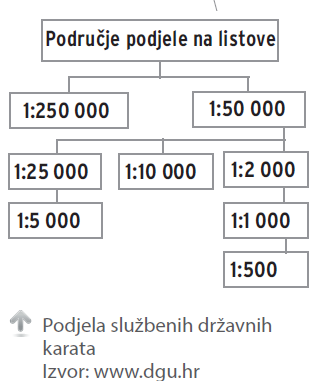 Područje podjele na listove
1:250 000
1:50 000
1:25 000
1:10 000
1:2 000
1:5 000
1:1 000
1:500
Podjela službenih državnih
karata
Izvor: www.dgu.hr